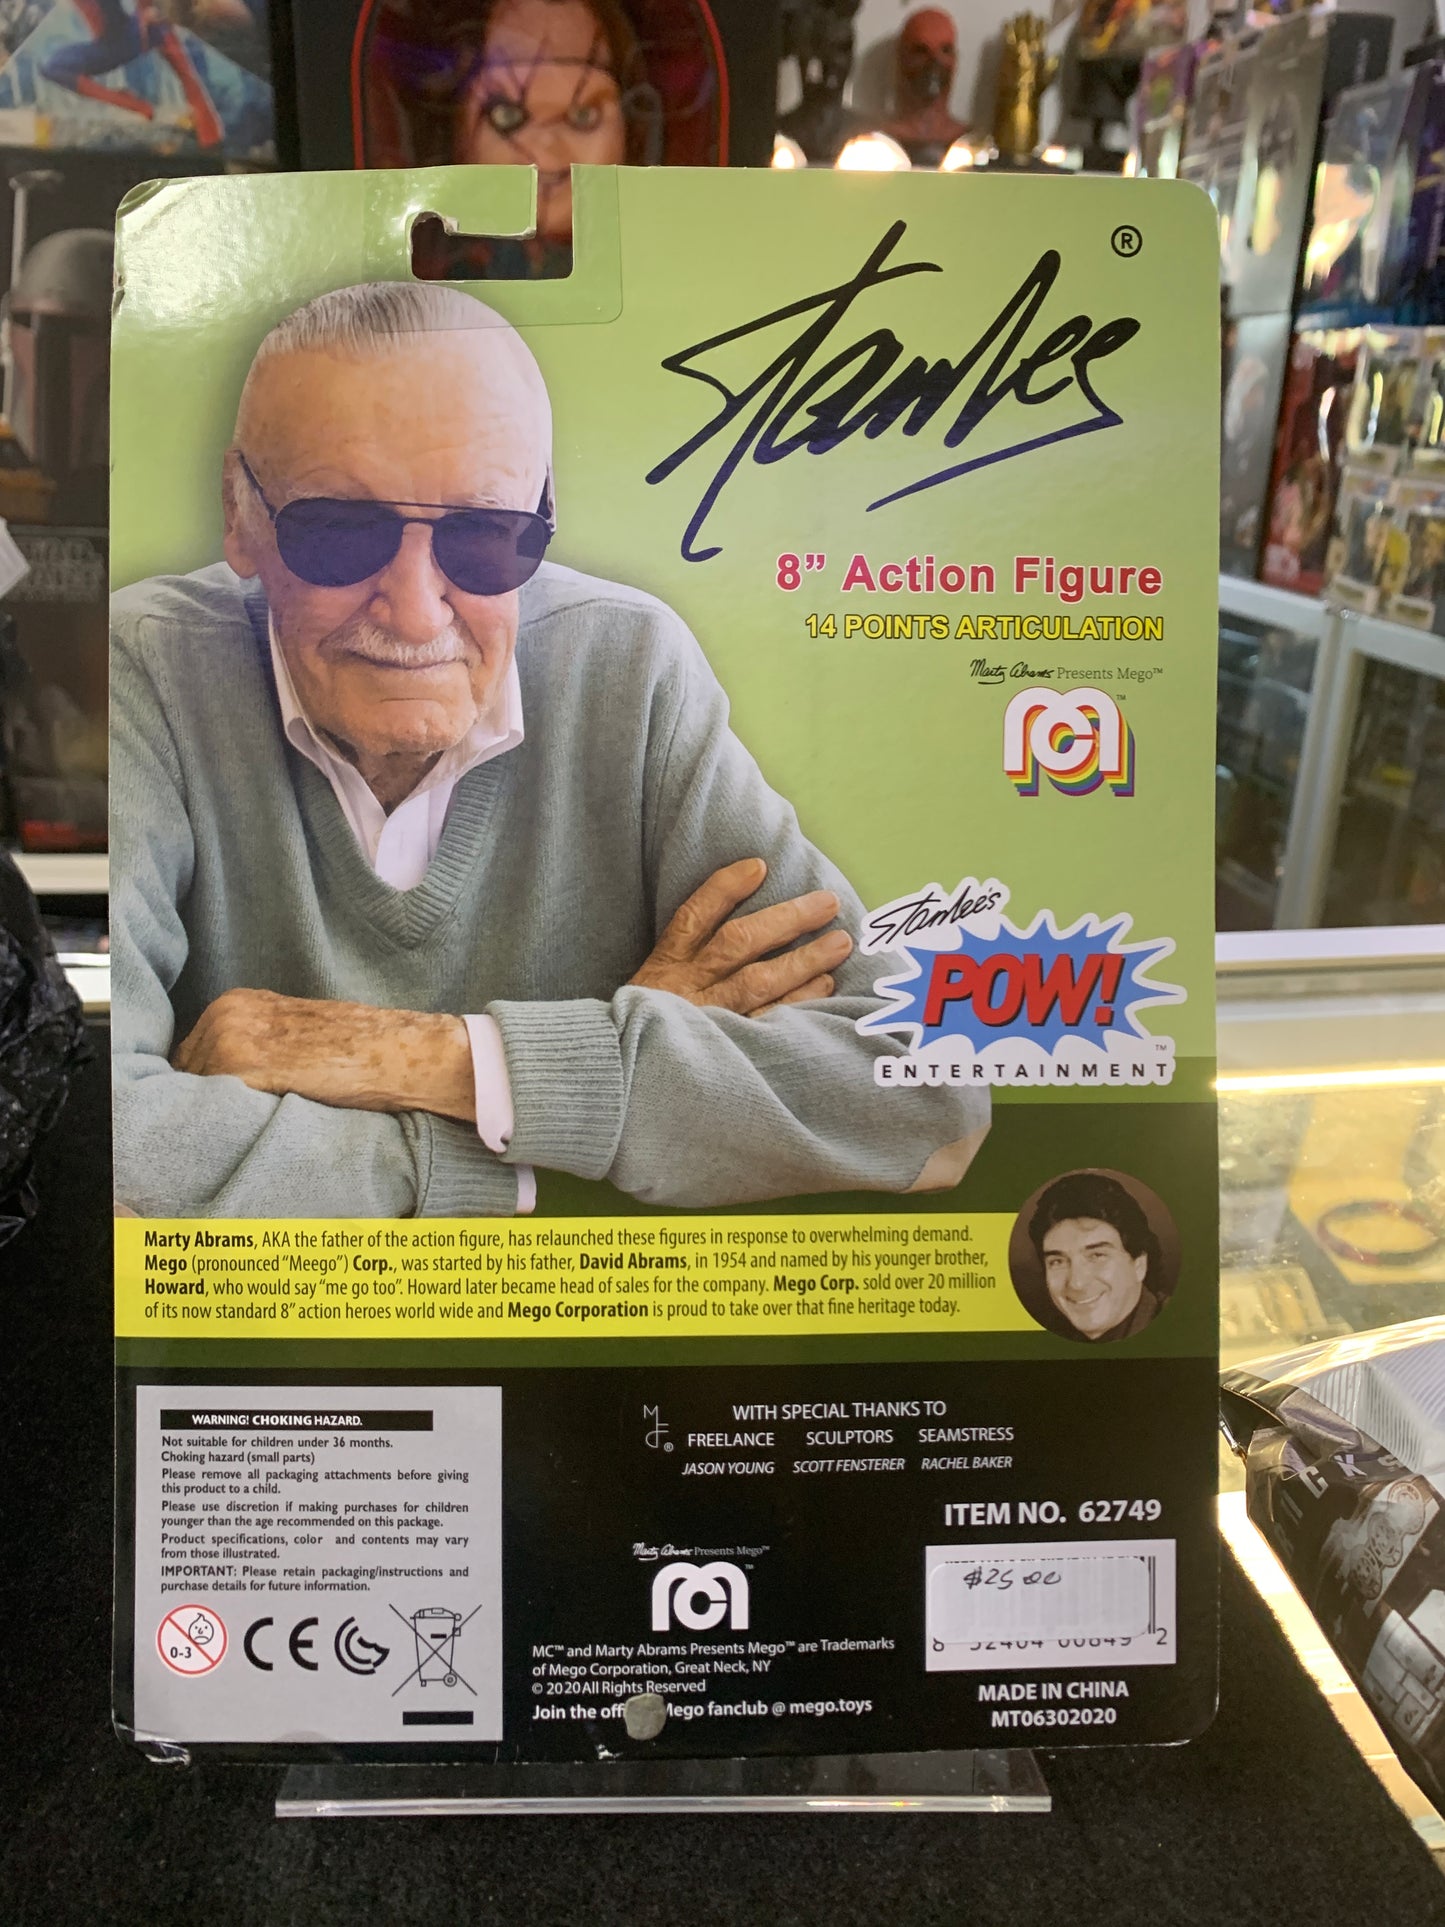 Stan Lee ®
8” Action Figure
14 POINTS ARTICULATION
Marty Abrams Presents Mego™
TM
Stan Lee's
POW!
TM
ENTERTAINMENT
Marty Abrams, AKA the father of the action figure, has relaunched these figures in response to overwhelming demand.
Mego (pronounced “Meego”) Corp., was started by his father, David Abrams, in 1954 and named by his younger brother,
Howard, who would say “me go too”. Howard later became head of sales for the company. Mego Corp. sold over 20 million
of its now standard 8” action heroes world wide and Mego Corporation is proud to take over that fine heritage today.
WARNING! CHOKING HAZARD.
Not suitable for children under 36 months.
Choking hazard (small parts)
Please remove all packaging attachments before giving
this product to a child.
Please use discretion if making purchases for children
younger than the age recommended on this package.
Product specifications, color and contents may vary
from those illustrated.
IMPORTANT: Please retain packaging/instructions and
purchase details for future information.
0-3
CE
WITH SPECIAL THANKS TO
®
FREELANCE SCULPTORS SEAMSTRESS
JASON YOUNG SCOTT FENSTERER RACHEL BAKER
ITEM NO. 62749
Marty Abrams Presents Mego™
TM
$25.00
8 52404 00849 2
MC™ and Marty Abrams Presents Mego™ are Trademarks
of Mego Corporation, Great Neck, NY
© 2020 All Rights Reserved
Join the offi Mego fanclub @ mego.toys
MADE IN CHINA
MT06302020